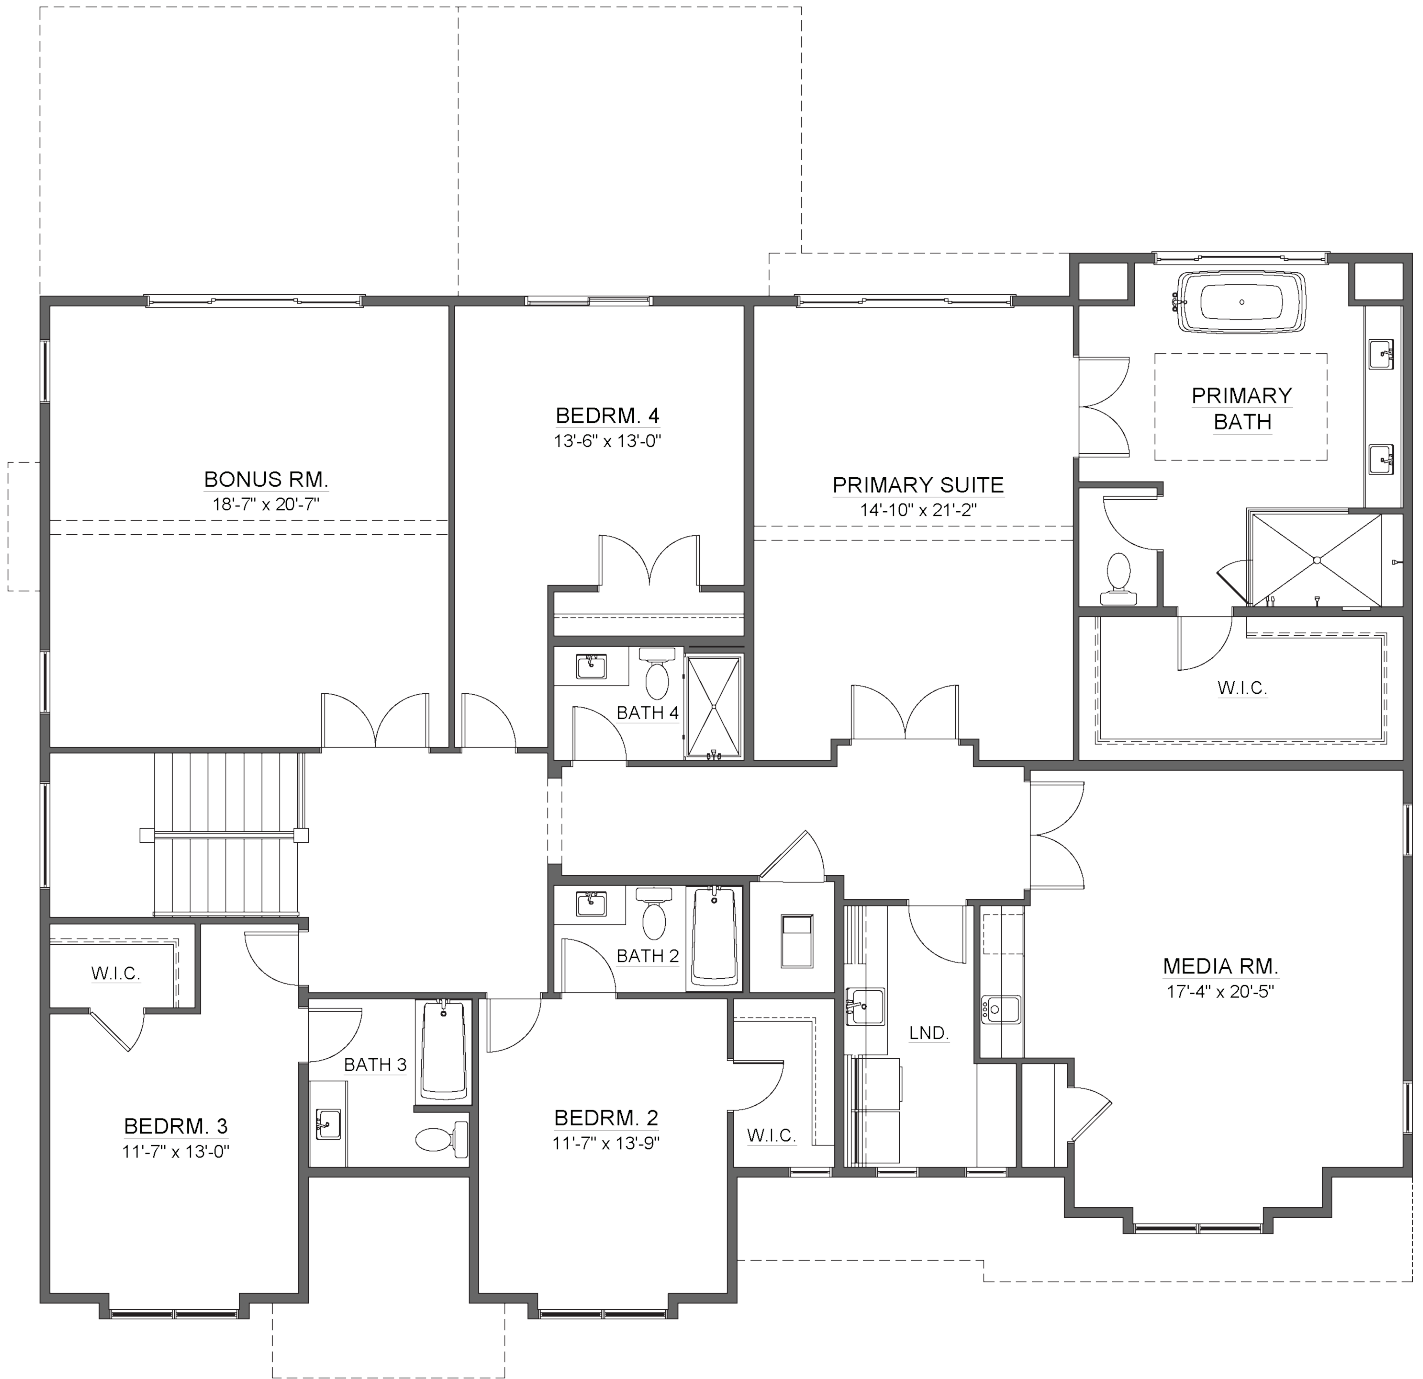 PRIMARY
BATH
BEDRM. 4
13'-6" x 13'-0"
BONUS RM.
18'-7" x 20'-7"
PRIMARY SUITE
14'-10" x 21'-2"
W.I.C.
BATH 4
BATH 2
W.I.C.
MEDIA RM.
17'-4" x 20'-5"
LND.
BATH 3
BEDRM. 3
11'-7" x 13'-0"
BEDRM. 2
11'-7" x 13'-9"
W.I.C.